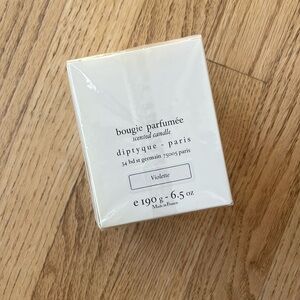 bougie parfumée
scented candle
diptyque - paris
34 bd st germain 75005 paris
Violette
e 190 g - 6.5 oz
Made in France